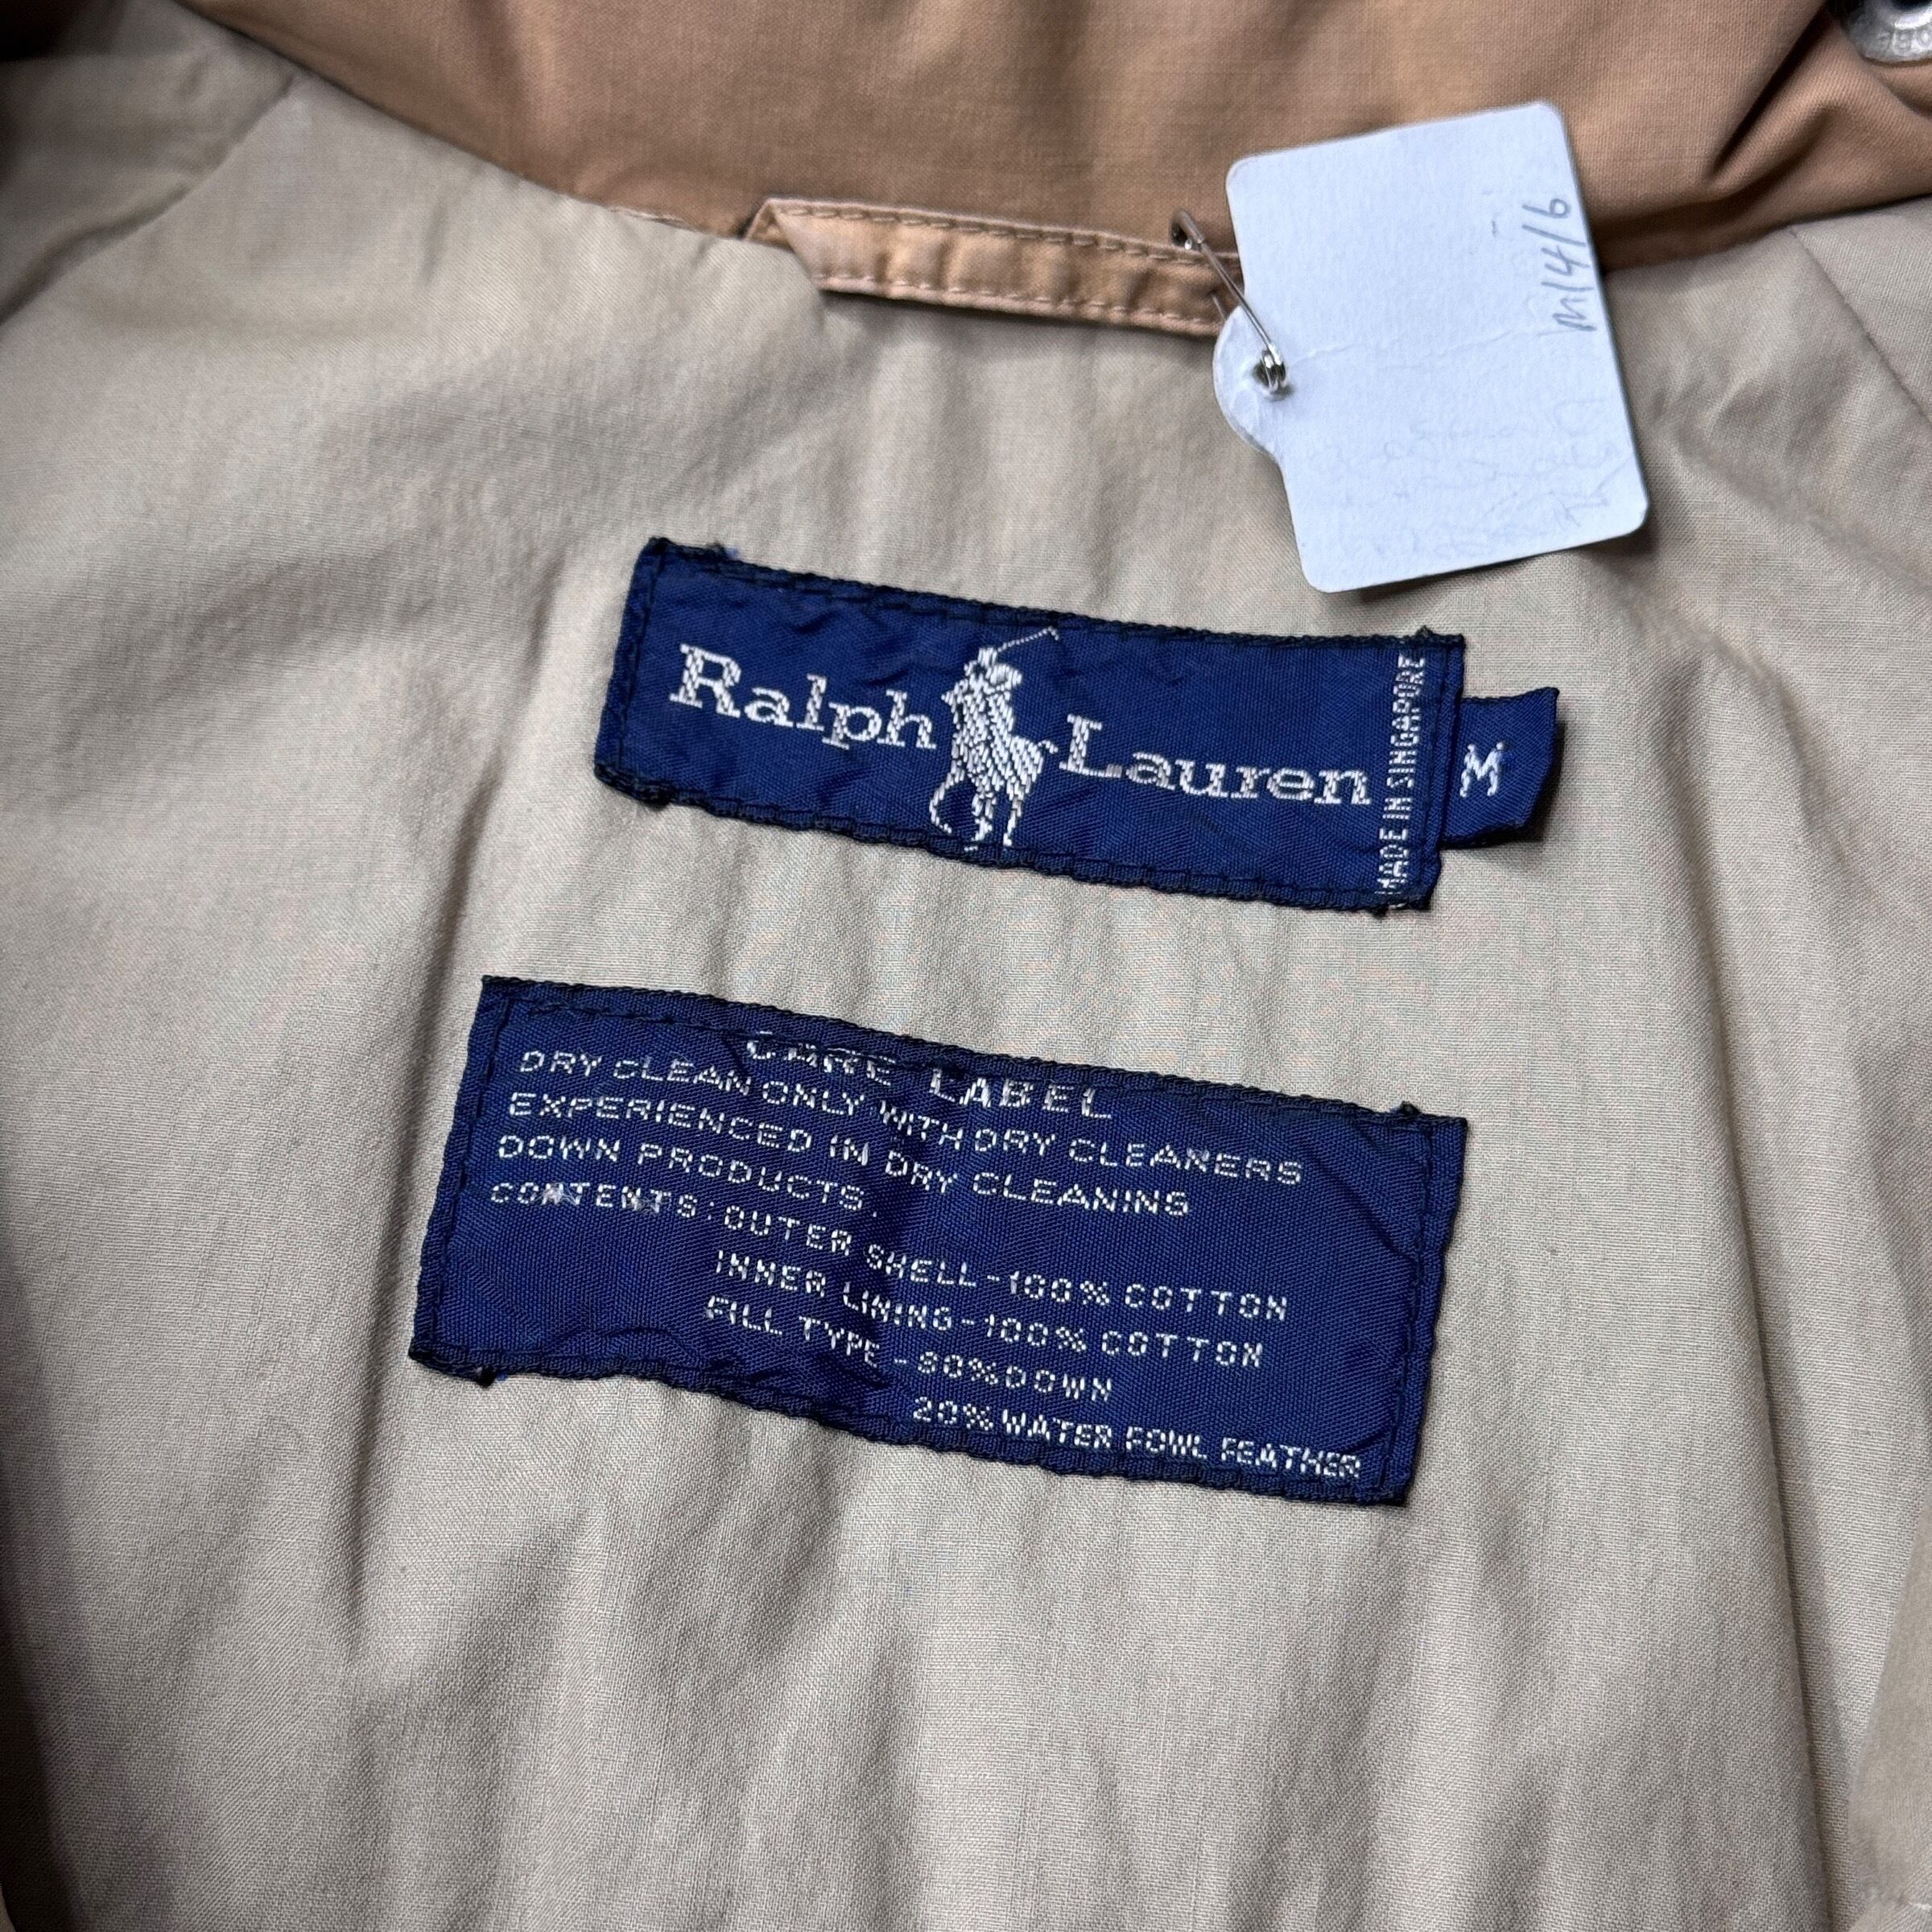 m1416
Ralph Lauren
MADE IN SINGAPORE
M
CARE LABEL
DRY CLEAN ONLY WITH DRY CLEANERS
EXPERIENCED IN DRY CLEANING
DOWN PRODUCTS.
CONTENTS: OUTER SHELL-100% COTTON
INNER LINING-100% COTTON
FILL TYPE-80% DOWN
20% WATER FOWL FEATHER